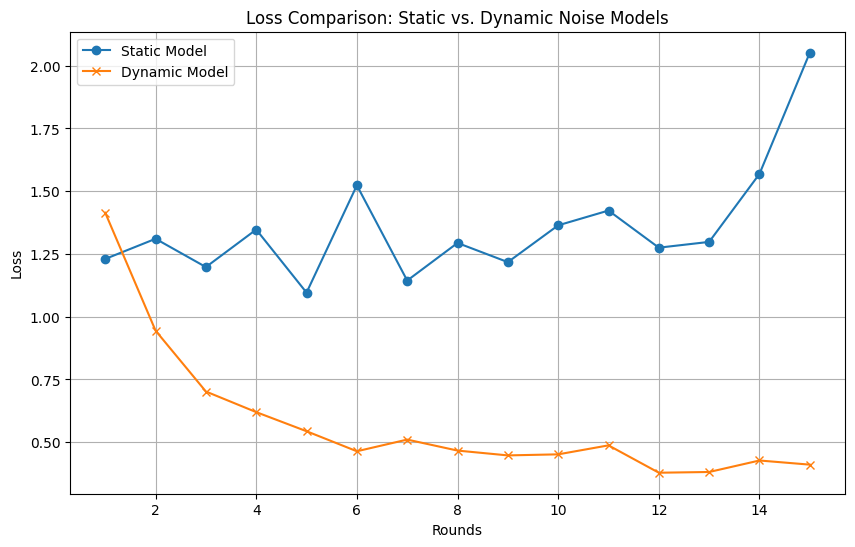 Loss Comparison: Static vs. Dynamic Noise Models
Static Model
Dynamic Model
2.00
1.75
1.50
1.25
1.00
0.75
0.50
Loss
2 4 6 8 10 12 14
Rounds